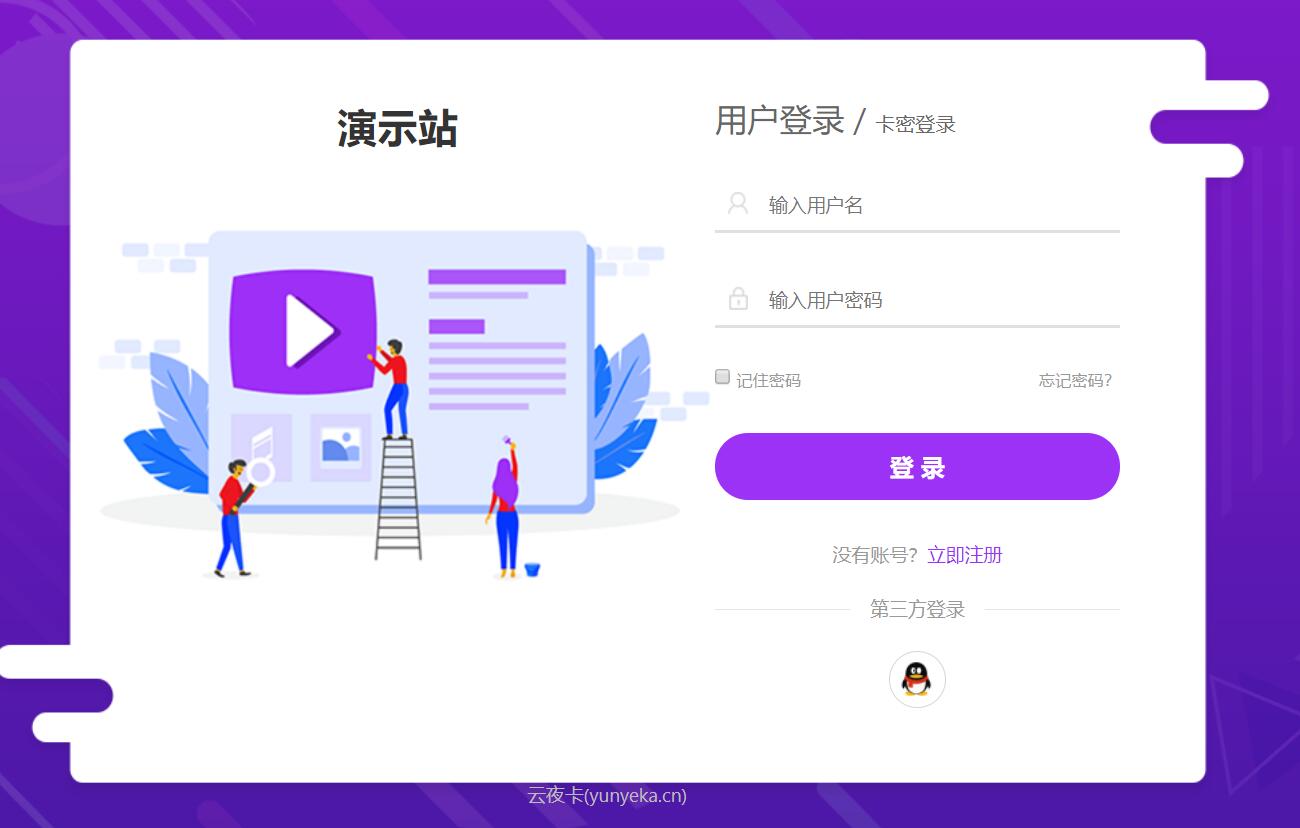 演示站
用户登录 / 卡密登录
输入用户名
输入用户密码
记住密码 忘记密码?
登 录
没有账号? 立即注册
第三方登录
云夜卡(yunyeka.cn)